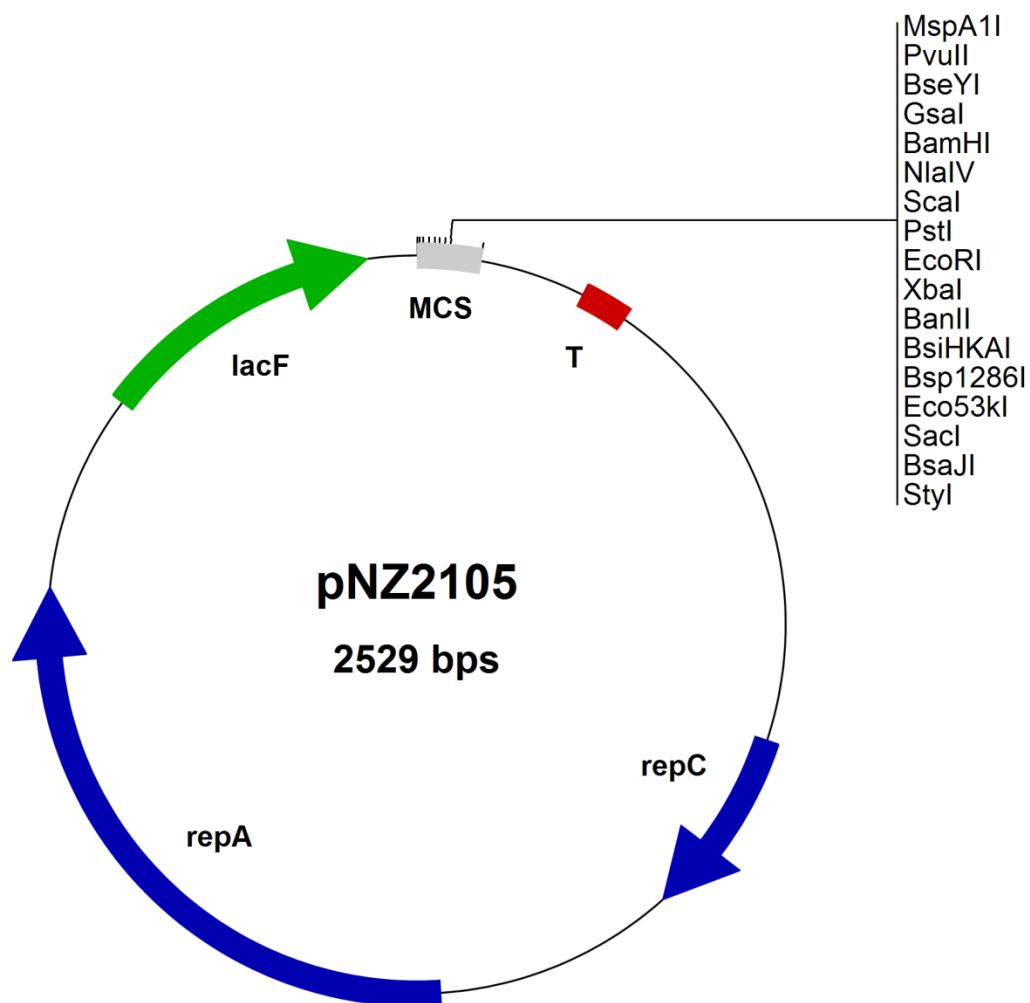 MspA1I
PvuII
BseYI
GsaI
BamHI
NlaIV
ScaI
PstI
EcoRI
XbaI
BanII
BsiHKAI
Bsp1286I
Eco53kI
SacI
BsaJI
StyI
MCS
T
lacF
pNZ2105
2529 bps
repC
repA